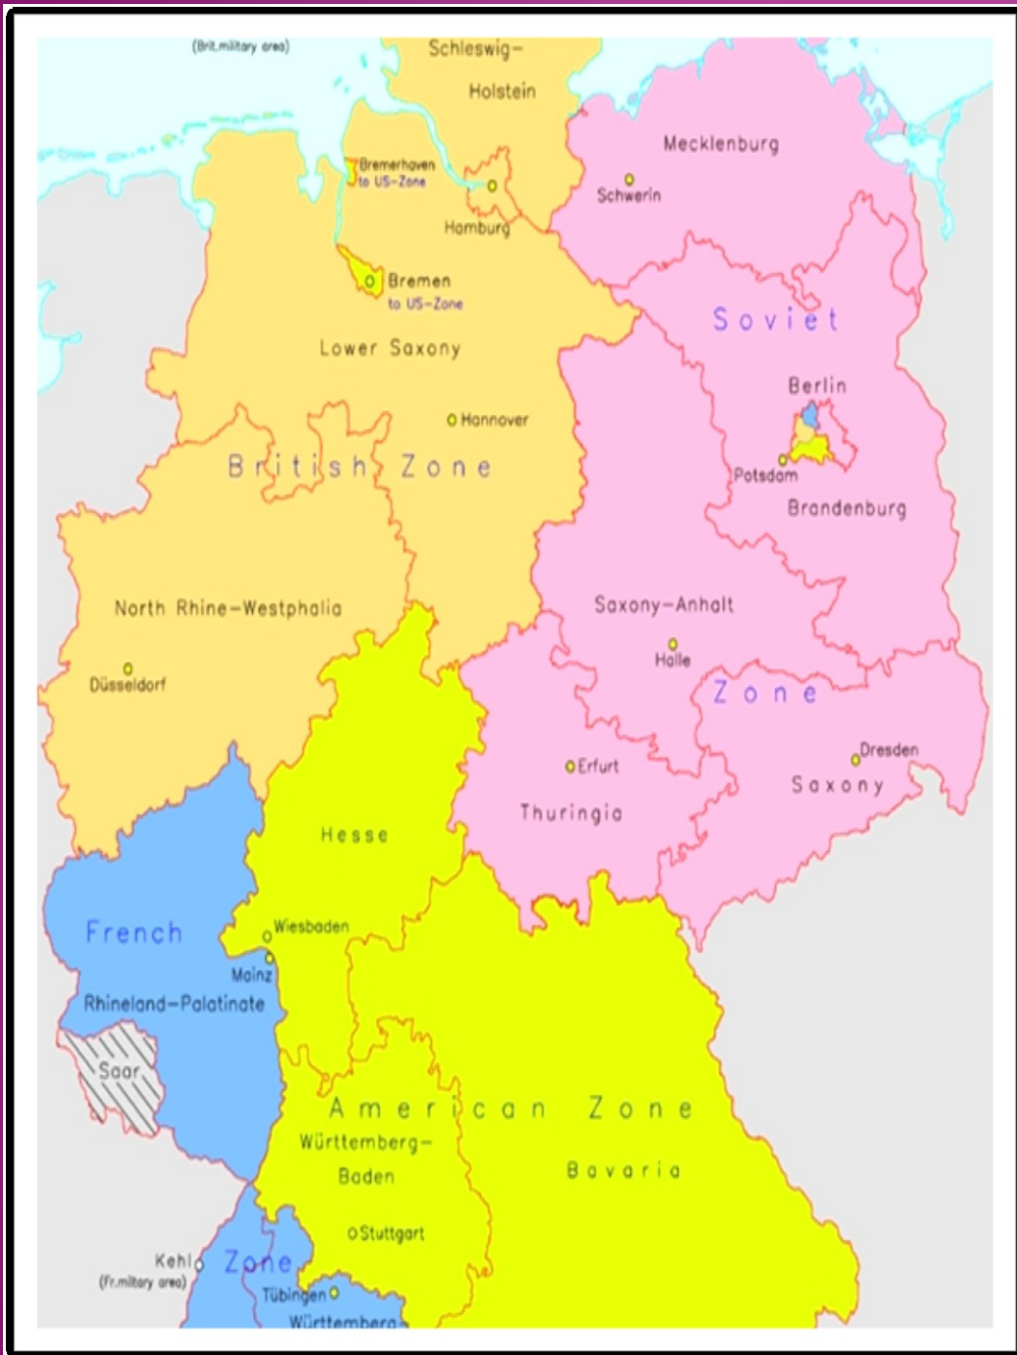 (Brit.military area)
Schleswig-
Holstein
Mecklenburg
Bremerhaven
to US-Zone
Schwerin
Hamburg
Bremen
to US-Zone
Soviet
Lower Saxony
Berlin
Hannover
British Zone
Potsdam
Brandenburg
North Rhine-Westphalia
Saxony-Anhalt
Halle
Düsseldorf
Zone
Dresden
Erfurt
Saxony
Thuringia
Hesse
French
Wiesbaden
Mainz
Rhineland-Palatinate
Saar
American Zone
Württemberg-
Baden
Bavaria
Stuttgart
Kehl
(Fr.military area)
Zone
Tübingen
Württemberg-